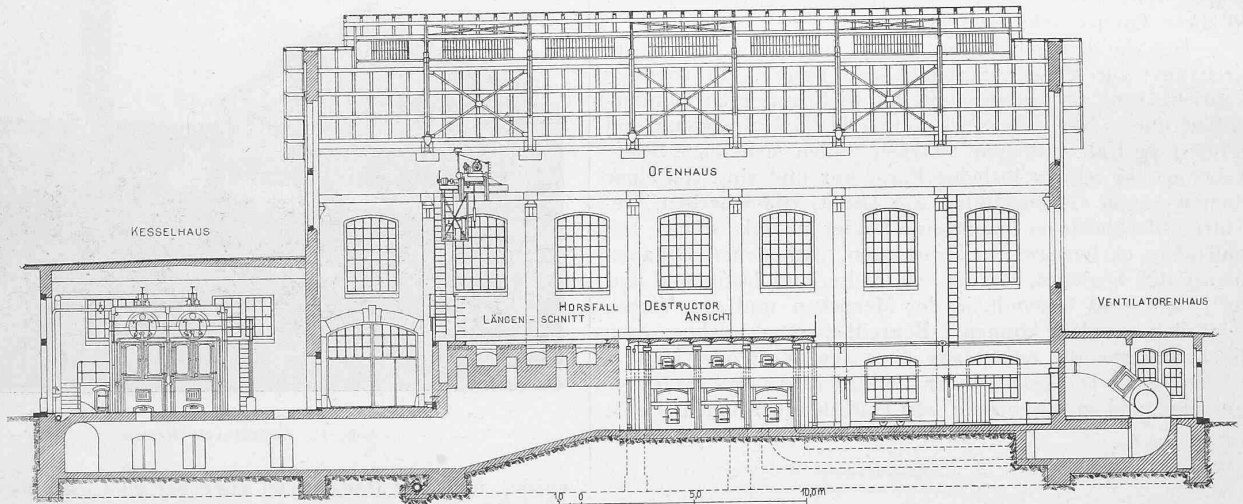 OFENHAUS
KESSELHAUS
HORSFALL DESTRUCTOR
LÄNGEN-SCHNITT ANSICHT
VENTILATORENHAUS
1,0 0 5,0 10,0m